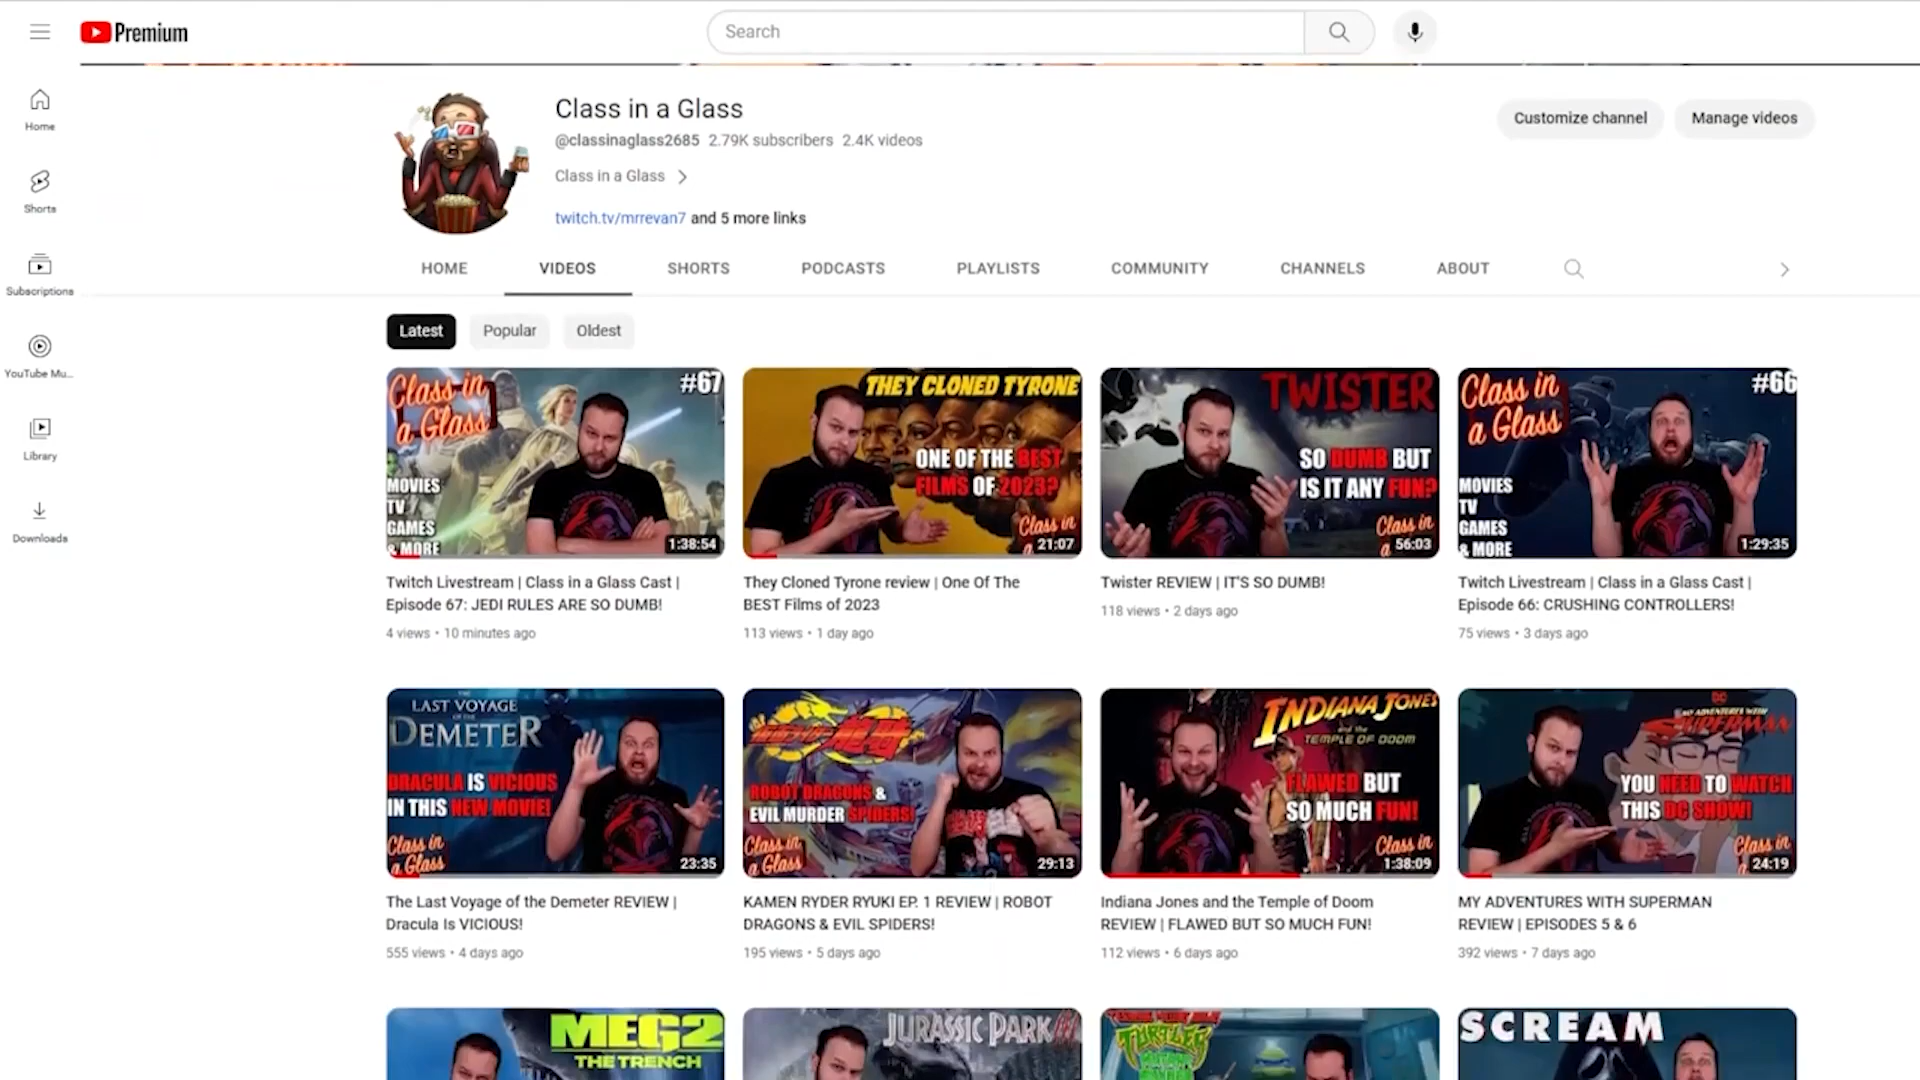 Premium
Search
Home
Shorts
Subscriptions
YouTube Mu...
Library
Downloads
Class in a Glass
@classinaglass2685 2.79K subscribers 2.4K videos
Class in a Glass
twitch.tv/mrrevan7 and 5 more links
Customize channel
Manage videos
HOME
VIDEOS
SHORTS
PODCASTS
PLAYLISTS
COMMUNITY
CHANNELS
ABOUT
Latest
Popular
Oldest
Class in
a Glass
#67
MOVIES
TV
GAMES
& MORE
1:38:54
Twitch Livestream | Class in a Glass Cast |
Episode 67: JEDI RULES ARE SO DUMB!
4 views • 10 minutes ago
THEY CLONED TYRONE
ONE OF THE BEST
FILMS OF 2023?
Class in
21:07
They Cloned Tyrone review | One Of The
BEST Films of 2023
113 views • 1 day ago
TWISTER
SO DUMB BUT
IS IT ANY FUN?
Class in
a
56:03
Twister REVIEW | IT'S SO DUMB!
118 views • 2 days ago
Class in
a Glass
#66
MOVIES
TV
GAMES
& MORE
1:29:35
Twitch Livestream | Class in a Glass Cast |
Episode 66: CRUSHING CONTROLLERS!
75 views • 3 days ago
LAST VOYAGE
OF THE
DEMETER
DRACULA IS VICIOUS
IN THIS NEW MOVIE!
Class in
a Glass
23:35
The Last Voyage of the Demeter REVIEW |
Dracula Is VICIOUS!
555 views • 4 days ago
ROBOT DRAGONS &
EVIL MURDER SPIDERS!
Class in
a Glass
29:13
KAMEN RYDER RYUKI EP. 1 REVIEW | ROBOT
DRAGONS & EVIL SPIDERS!
195 views • 5 days ago
INDIANA JONES
and the
TEMPLE OF DOOM
FLAWED BUT
SO MUCH FUN!
Class in
1:38:09
Indiana Jones and the Temple of Doom
REVIEW | FLAWED BUT SO MUCH FUN!
112 views • 6 days ago
DC
MY ADVENTURES WITH
SUPERMAN
YOU NEED TO WATCH
THIS DC SHOW!
Class in
a
24:19
MY ADVENTURES WITH SUPERMAN
REVIEW | EPISODES 5 & 6
392 views • 7 days ago
MEG2
THE TRENCH
JURASSIC PARK
TURTLES
MUTANT
SCREAM